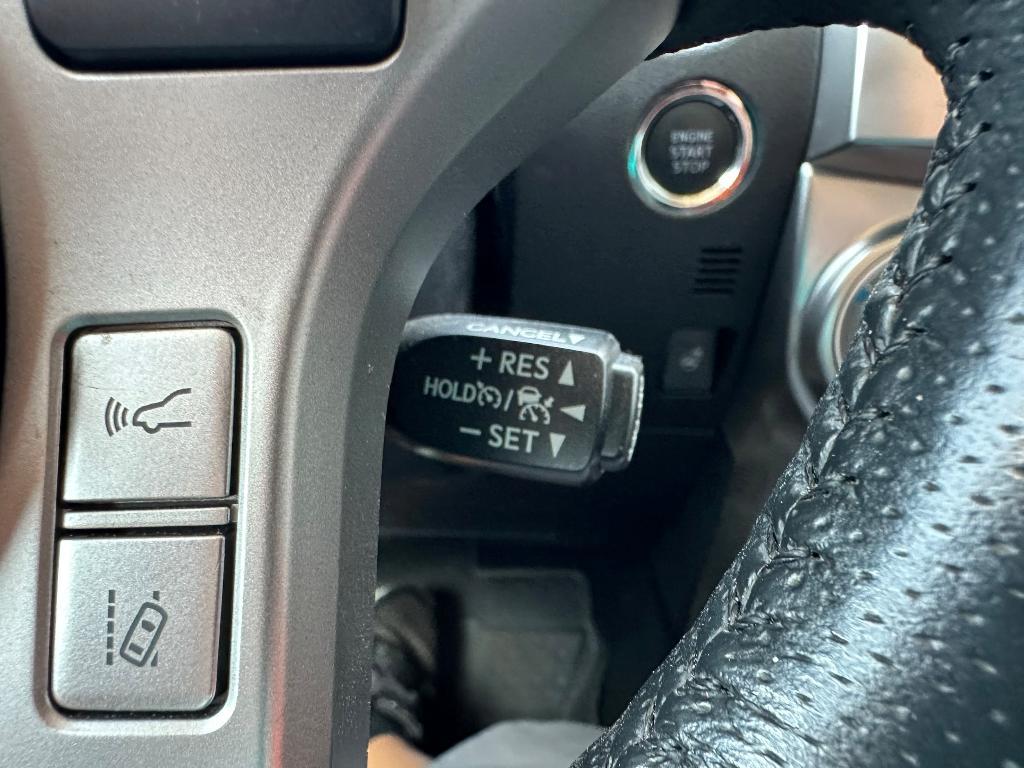 ENGINE
START
STOP
CANCEL▼
+ RES ▲
HOLD / ◀
− SET ▼